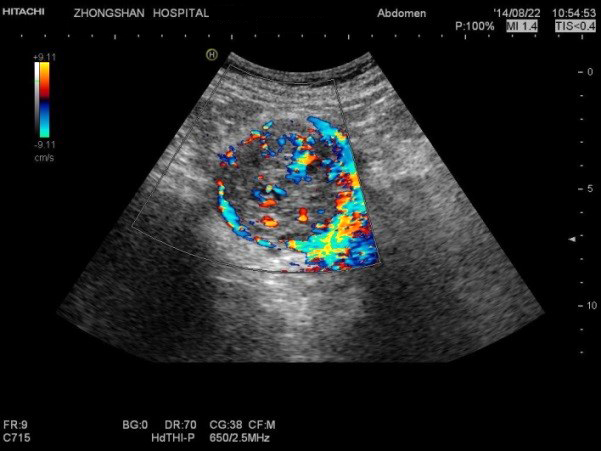 HITACHI ZHONGSHAN HOSPITAL Abdomen '14/08/22 10:54:53
P:100% MI 1.4 TIS<0.4
H
+9.11
-9.11
cm/s
0
5
10
FR:9 BG:0 DR:70 CG:38 CF:M
C715 HdTHI-P 650/2.5MHz